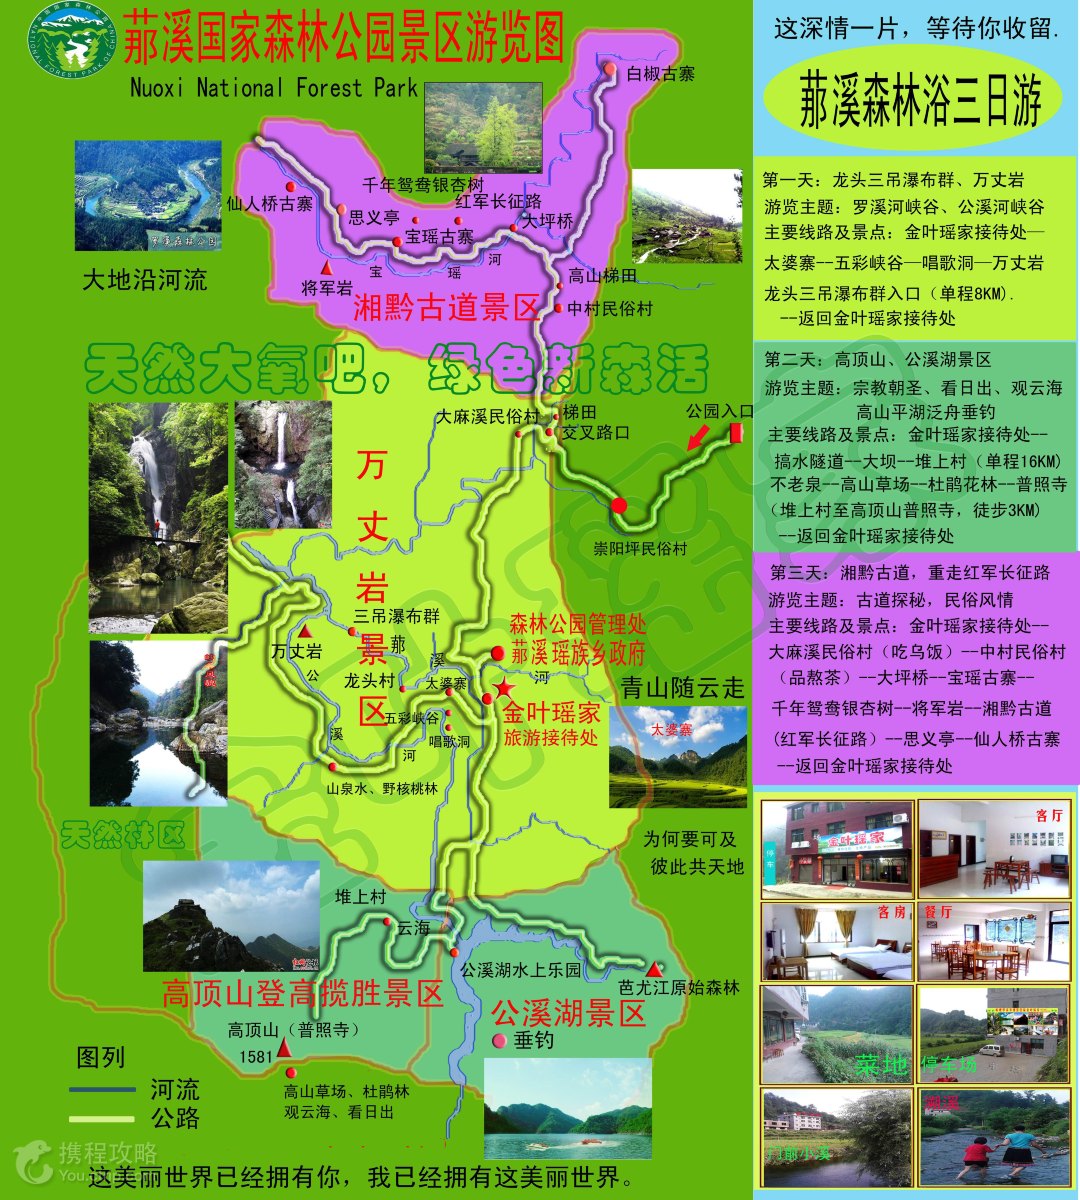 𦰡溪国家森林公园景区游览图
Nuoxi National Forest Park
NATIONAL FOREST PARK OF CHINA
白椒古寨
千年鸳鸯银杏树
仙人桥古寨
思义亭
红军长征路
大坪桥
宝瑶古寨
宝瑶河
将军岩
高山梯田
湘黔古道景区
中村民俗村
大地沿河流
天然大氧吧，绿色新森活
大麻溪民俗村
梯田
交叉路口
公园入口
崇阳坪民俗村
万丈岩景区
三吊瀑布群
万丈岩
𦰡溪河
龙头村
太婆寨
五彩峡谷
唱歌洞
公溪河
山泉水、野核桃林
森林公园管理处
𦰡溪瑶族乡政府
金叶瑶家
旅游接待处
青山随云走
太婆寨
天然林区
为何要可及
彼此共天地
堆上村
云海
公溪湖水上乐园
芭尤江原始森林
高顶山登高揽胜景区
公溪湖景区
高顶山（普照寺）
1581
垂钓
高山草场、杜鹃林
观云海、看日出
图列
河流
公路
携程攻略
这美丽世界已经拥有你，我已经拥有这美丽世界。
这深情一片，等待你收留.
𦰡溪森林浴三日游
第一天：龙头三吊瀑布群、万丈岩
游览主题：罗溪河峡谷、公溪河峡谷
主要线路及景点：金叶瑶家接待处—
太婆寨--五彩峡谷—唱歌洞—万丈岩
龙头三吊瀑布群入口（单程8KM).
--返回金叶瑶家接待处
第二天：高顶山、公溪湖景区
游览主题：宗教朝圣、看日出、观云海
高山平湖泛舟垂钓
主要线路及景点：金叶瑶家接待处--
搞水隧道--大坝--堆上村（单程16KM)
不老泉--高山草场--杜鹃花林--普照寺
（堆上村至高顶山普照寺，徒步3KM)
--返回金叶瑶家接待处
第三天：湘黔古道，重走红军长征路
游览主题：古道探秘，民俗风情
主要线路及景点：金叶瑶家接待处--
大麻溪民俗村（吃乌饭）--中村民俗村
（品熬茶）--大坪桥--宝瑶古寨--
千年鸳鸯银杏树--将军岩--湘黔古道
（红军长征路）--思义亭--仙人桥古寨
--返回金叶瑶家接待处
金叶瑶家
停车
客厅
客房
餐厅
菜地
停车场
门前小溪